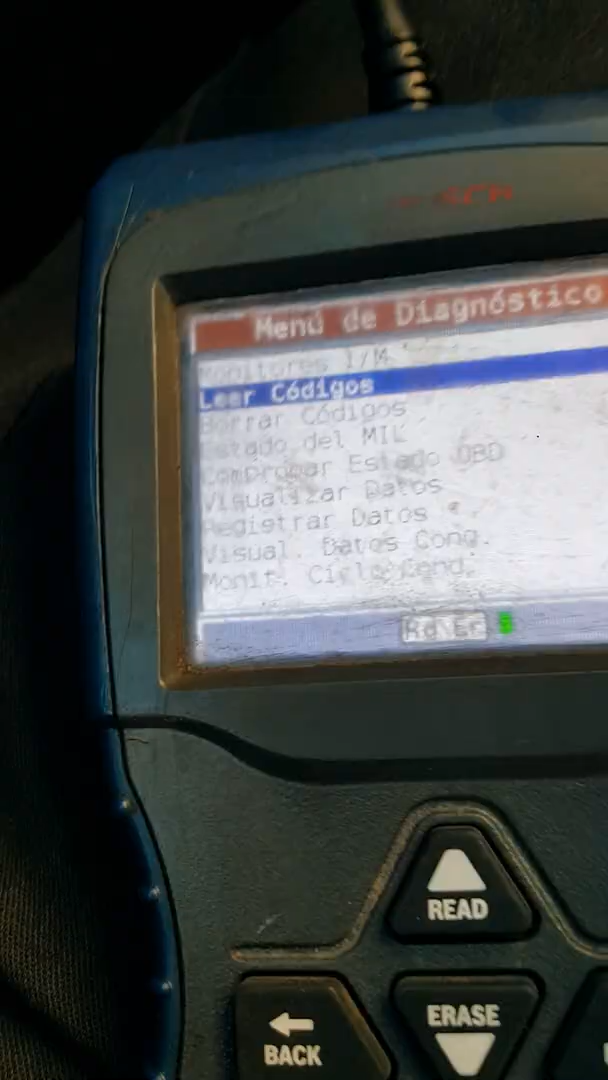 Menú de Diagnóstico
Monitores I/M
Leer Códigos
Borrar Códigos
Estado del MIL
Comprobar Estado OBD
Visualizar Datos
Registrar Datos
Visual. Datos Cong.
Monit. Ciclo Cond.
READ
ERASE
BACK